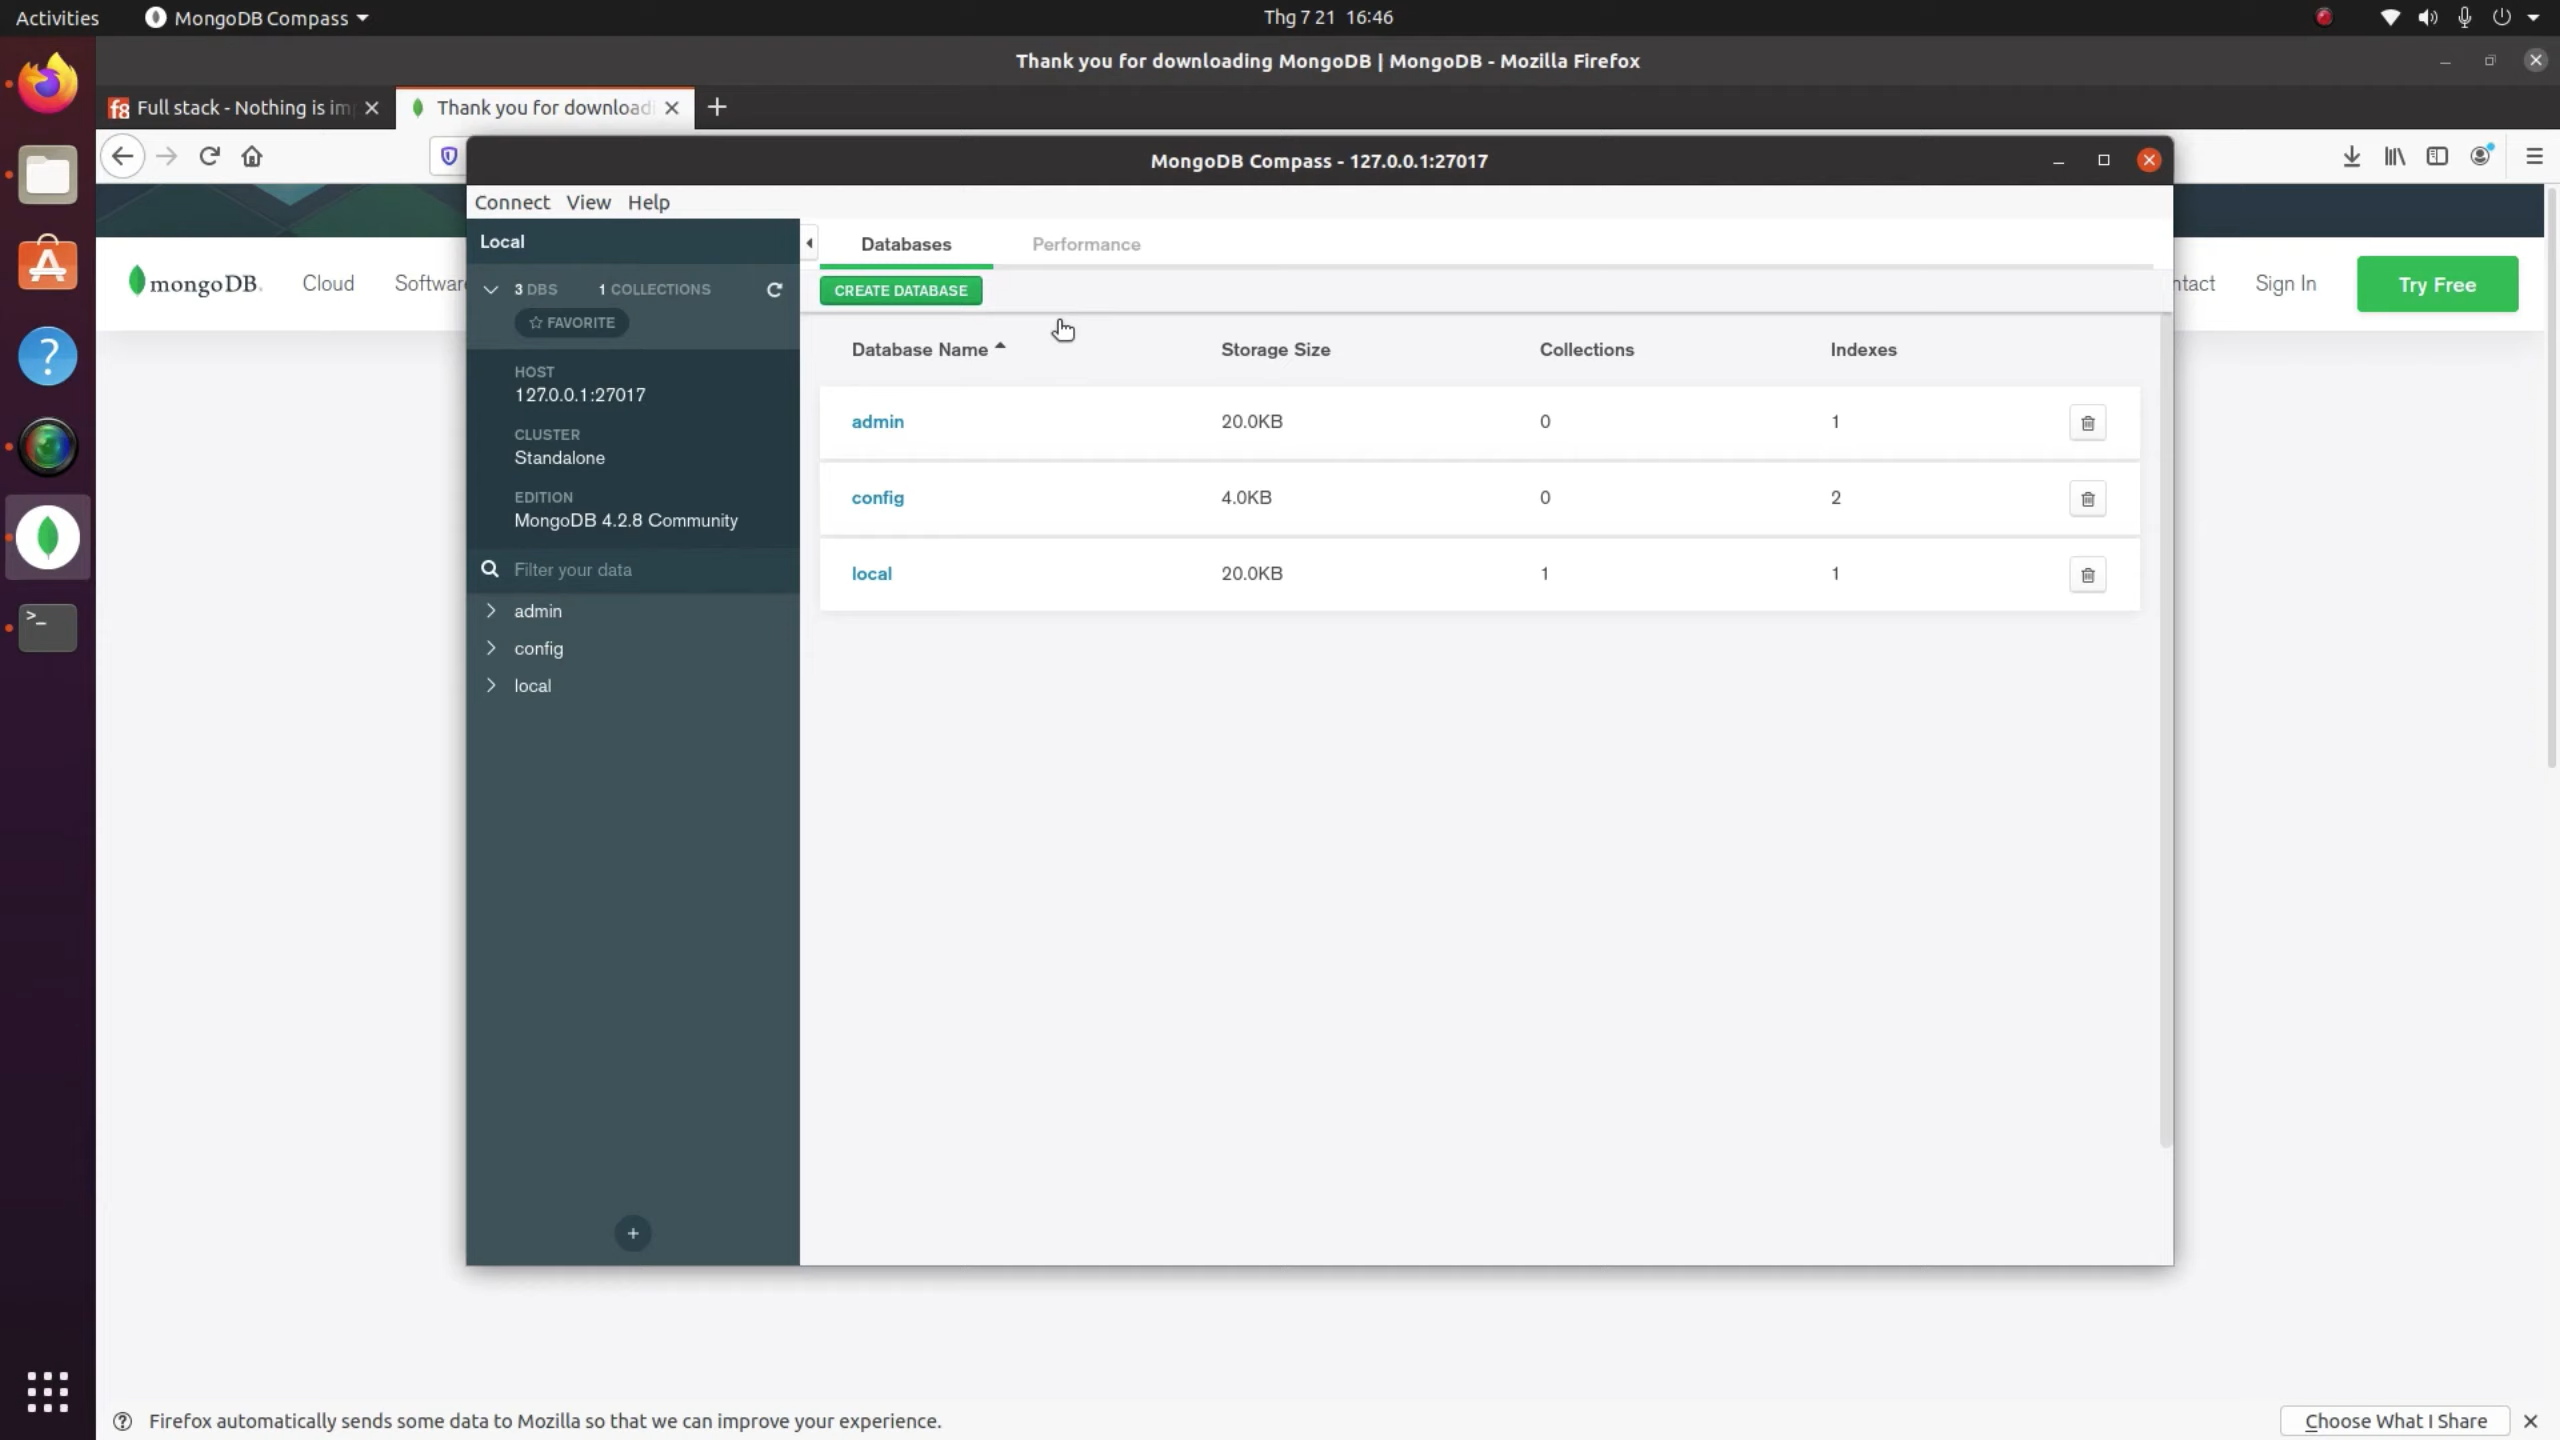 Activities
MongoDB Compass
Thg 7 21 16:46
Thank you for downloading MongoDB | MongoDB - Mozilla Firefox
f8 Full stack - Nothing is im
Thank you for download
MongoDB Compass - 127.0.0.1:27017
Connect View Help
mongoDB.
Cloud
Softwar
ntact
Sign In
Try Free
Local
3 DBS 1 COLLECTIONS
FAVORITE
HOST
127.0.0.1:27017
CLUSTER
Standalone
EDITION
MongoDB 4.2.8 Community
Filter your data
admin
config
local
+
Databases Performance
CREATE DATABASE
Database Name Storage Size Collections Indexes
admin 20.0KB 0 1
config 4.0KB 0 2
local 20.0KB 1 1
Firefox automatically sends some data to Mozilla so that we can improve your experience.
Choose What I Share